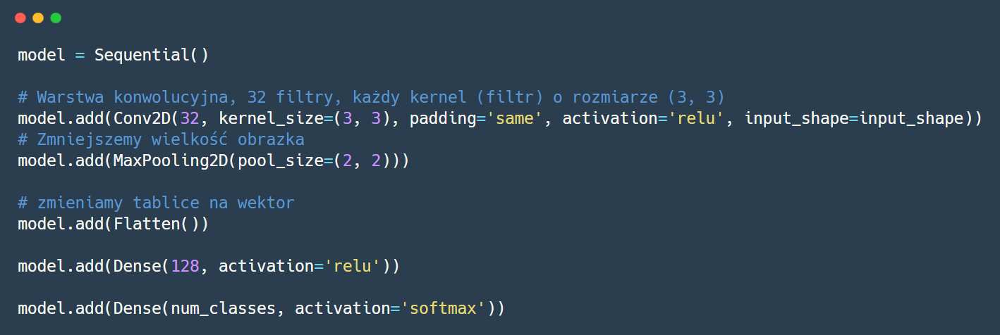 model = Sequential()
# Warstwa konwolucyjna, 32 filtry, każdy kernel (filtr) o rozmiarze (3, 3)
model.add(Conv2D(32, kernel_size=(3, 3), padding='same', activation='relu', input_shape=input_shape))
# Zmniejszemy wielkość obrazka
model.add(MaxPooling2D(pool_size=(2, 2)))
# zmieniamy tablice na wektor
model.add(Flatten())
model.add(Dense(128, activation='relu'))
model.add(Dense(num_classes, activation='softmax'))